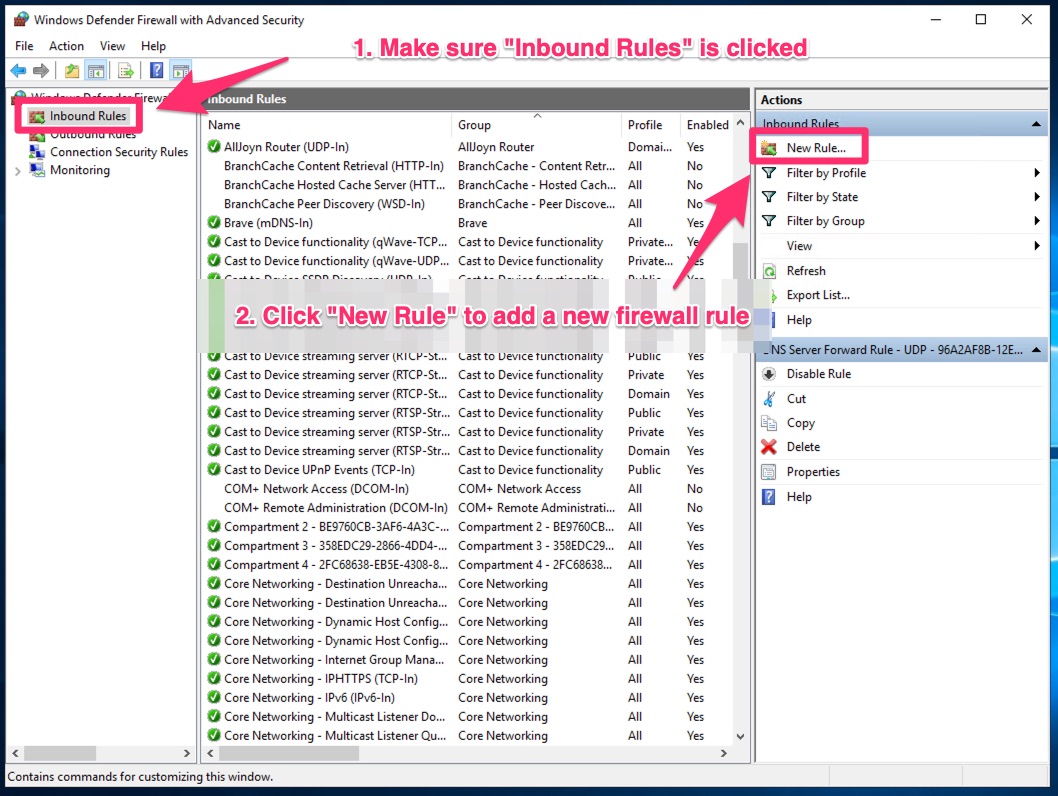 Windows Defender Firewall with Advanced Security
File Action View Help
1. Make sure "Inbound Rules" is clicked
Windows Defender Firewal
Inbound Rules
Outbound Rules
Connection Security Rules
Monitoring
Inbound Rules
Name Group Profile Enabled
AllJoyn Router (UDP-In) AllJoyn Router Domai... Yes
BranchCache Content Retrieval (HTTP-In) BranchCache - Content Retr... All No
BranchCache Hosted Cache Server (HTT... BranchCache - Hosted Cach... All No
BranchCache Peer Discovery (WSD-In) BranchCache - Peer Discove... All No
Brave (mDNS-In) Brave All Yes
Cast to Device functionality (qWave-TCP... Cast to Device functionality Private... Yes
Cast to Device functionality (qWave-UDP... Cast to Device functionality Private... Yes
Cast to Device SSDP Discovery (UDP-In) Cast to Device functionality Public Yes
2. Click "New Rule" to add a new firewall rule
Cast to Device streaming server (RTCP-St... Cast to Device functionality Public Yes
Cast to Device streaming server (RTCP-St... Cast to Device functionality Private Yes
Cast to Device streaming server (RTCP-St... Cast to Device functionality Domain Yes
Cast to Device streaming server (RTSP-Str... Cast to Device functionality Public Yes
Cast to Device streaming server (RTSP-Str... Cast to Device functionality Private Yes
Cast to Device streaming server (RTSP-Str... Cast to Device functionality Domain Yes
Cast to Device UPnP Events (TCP-In) Cast to Device functionality Public Yes
COM+ Network Access (DCOM-In) COM+ Network Access All No
COM+ Remote Administration (DCOM-In) COM+ Remote Administrati... All No
Compartment 2 - BE9760CB-3AF6-4A3C-... Compartment 2 - BE9760CB... All Yes
Compartment 3 - 358EDC29-2866-4DD4-... Compartment 3 - 358EDC29... All Yes
Compartment 4 - 2FC68638-EB5E-4308-8... Compartment 4 - 2FC68638... All Yes
Core Networking - Destination Unreacha... Core Networking All Yes
Core Networking - Destination Unreacha... Core Networking All Yes
Core Networking - Dynamic Host Config... Core Networking All Yes
Core Networking - Dynamic Host Config... Core Networking All Yes
Core Networking - Internet Group Mana... Core Networking All Yes
Core Networking - IPHTTPS (TCP-In) Core Networking All Yes
Core Networking - IPv6 (IPv6-In) Core Networking All Yes
Core Networking - Multicast Listener Do... Core Networking All Yes
Core Networking - Multicast Listener Qu... Core Networking All Yes
Actions
Inbound Rules
New Rule...
Filter by Profile
Filter by State
Filter by Group
View
Refresh
Export List...
Help
NS Server Forward Rule - UDP - 96A2AF8B-12E...
Disable Rule
Cut
Copy
Delete
Properties
Help
Contains commands for customizing this window.